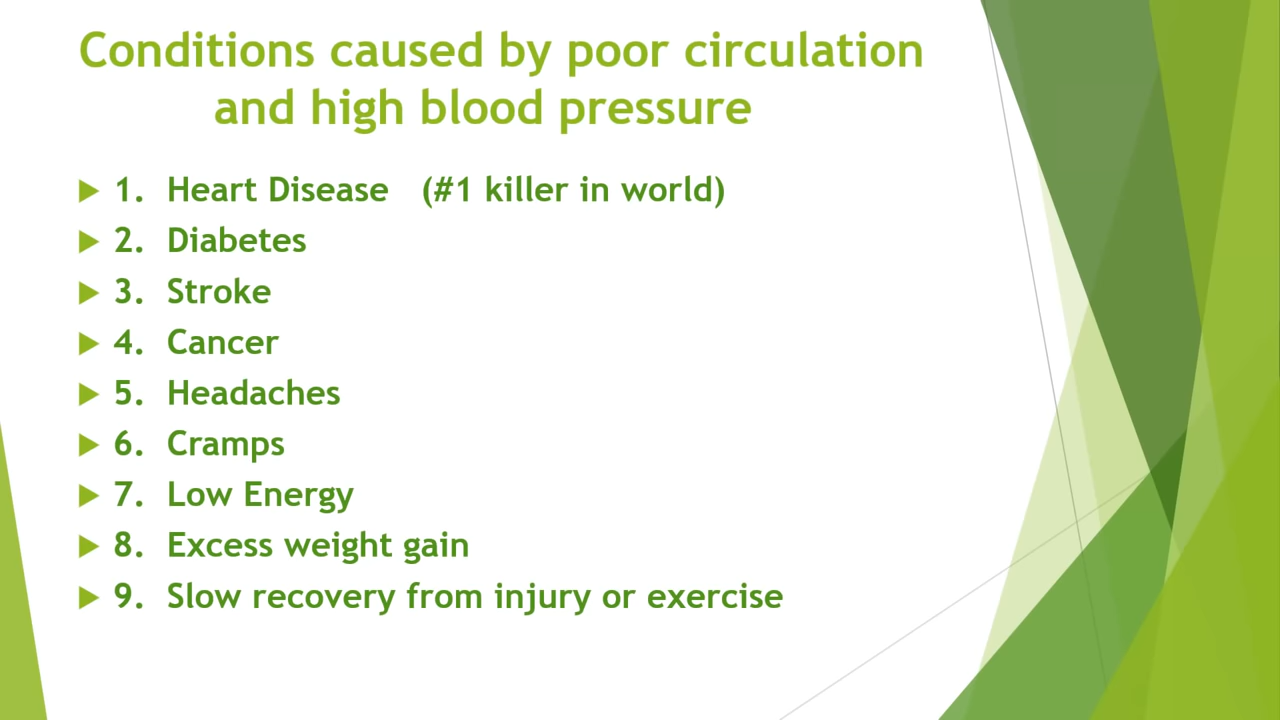 Conditions caused by poor circulation
and high blood pressure
1. Heart Disease (#1 killer in world)
2. Diabetes
3. Stroke
4. Cancer
5. Headaches
6. Cramps
7. Low Energy
8. Excess weight gain
9. Slow recovery from injury or exercise